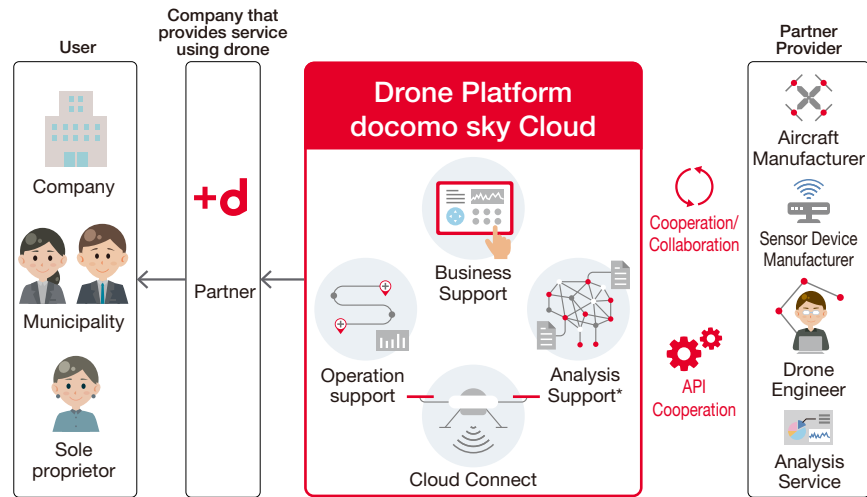 User
Company
Municipality
Sole
proprietor
Company that
provides service
using drone
+d
Partner
Drone Platform
docomo sky Cloud
Business
Support
Operation
support
Analysis
Support*
Cloud Connect
Cooperation/
Collaboration
API
Cooperation
Partner
Provider
Aircraft
Manufacturer
Sensor Device
Manufacturer
Drone
Engineer
Analysis
Service